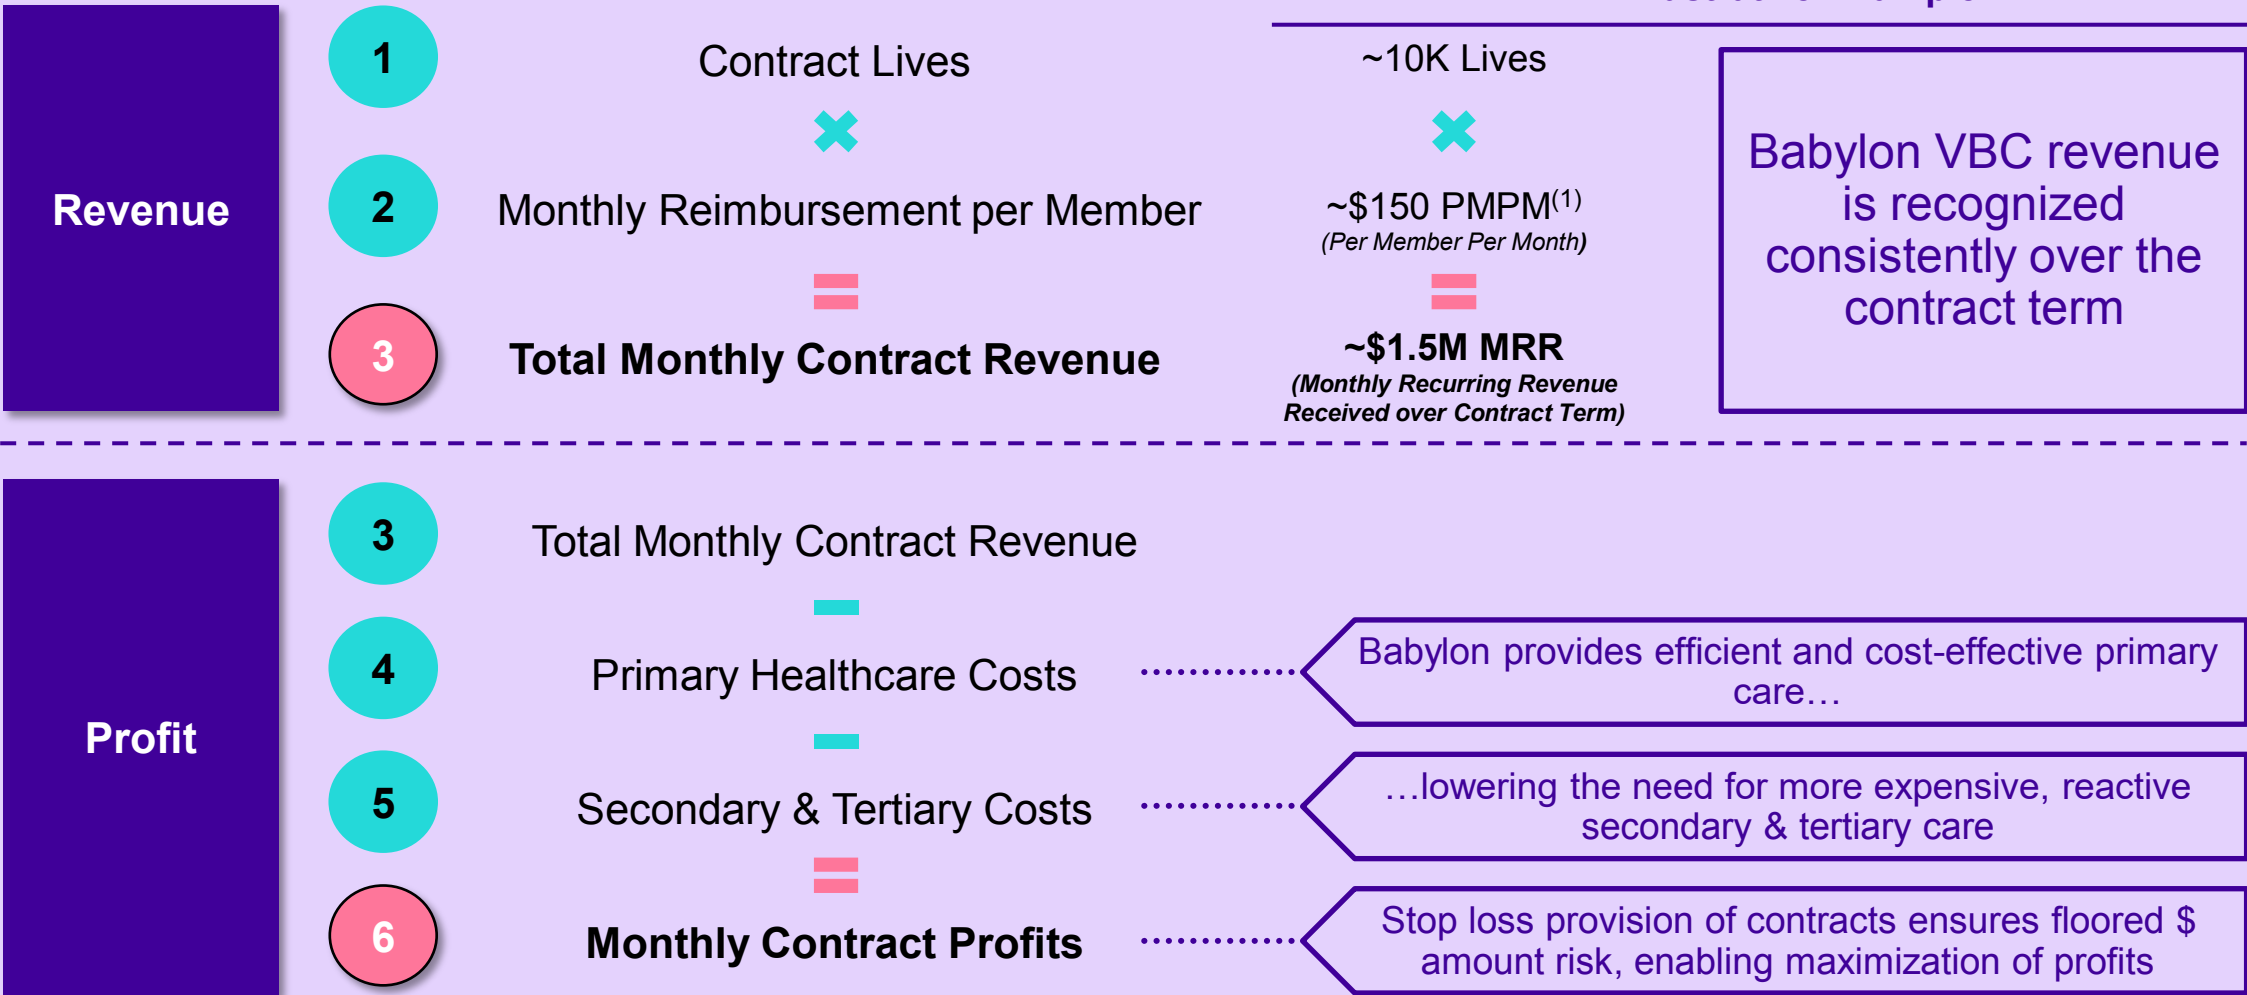 1
Contract Lives
~10K Lives
Revenue
2
Monthly Reimbursement per Member
~$150 PMPM(1)
(Per Member Per Month)
3
Total Monthly Contract Revenue
~$1.5M MRR
(Monthly Recurring Revenue
Received over Contract Term)
Babylon VBC revenue
is recognized
consistently over the
contract term
Profit
3
Total Monthly Contract Revenue
4
Primary Healthcare Costs
Babylon provides efficient and cost-effective primary
care…
5
Secondary & Tertiary Costs
…lowering the need for more expensive, reactive
secondary & tertiary care
6
Monthly Contract Profits
Stop loss provision of contracts ensures floored $
amount risk, enabling maximization of profits